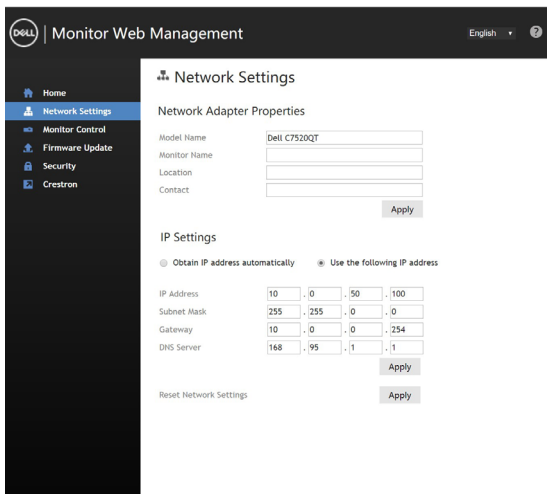 DELL | Monitor Web Management
English ▼ ?
Home
Network Settings
Monitor Control
Firmware Update
Security
Crestron
Network Settings
Network Adapter Properties
Model Name Dell C7520QT
Monitor Name
Location
Contact
Apply
IP Settings
Obtain IP address automatically Use the following IP address
IP Address 10 . 0 . 50 . 100
Subnet Mask 255 . 255 . 0 . 0
Gateway 10 . 0 . 0 . 254
DNS Server 168 . 95 . 1 . 1
Apply
Reset Network Settings Apply